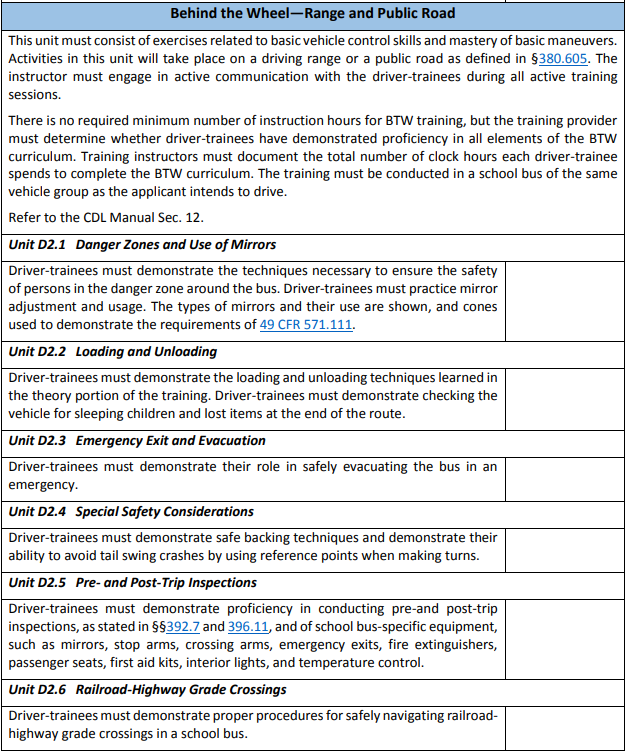 Behind the Wheel—Range and Public Road
This unit must consist of exercises related to basic vehicle control skills and mastery of basic maneuvers.
Activities in this unit will take place on a driving range or a public road as defined in §380.605. The
instructor must engage in active communication with the driver-trainees during all active training
sessions.
There is no required minimum number of instruction hours for BTW training, but the training provider
must determine whether driver-trainees have demonstrated proficiency in all elements of the BTW
curriculum. Training instructors must document the total number of clock hours each driver-trainee
spends to complete the BTW curriculum. The training must be conducted in a school bus of the same
vehicle group as the applicant intends to drive.
Refer to the CDL Manual Sec. 12.
Unit D2.1 Danger Zones and Use of Mirrors
Driver-trainees must demonstrate the techniques necessary to ensure the safety
of persons in the danger zone around the bus. Driver-trainees must practice mirror
adjustment and usage. The types of mirrors and their use are shown, and cones
used to demonstrate the requirements of 49 CFR 571.111.
Unit D2.2 Loading and Unloading
Driver-trainees must demonstrate the loading and unloading techniques learned in
the theory portion of the training. Driver-trainees must demonstrate checking the
vehicle for sleeping children and lost items at the end of the route.
Unit D2.3 Emergency Exit and Evacuation
Driver-trainees must demonstrate their role in safely evacuating the bus in an
emergency.
Unit D2.4 Special Safety Considerations
Driver-trainees must demonstrate safe backing techniques and demonstrate their
ability to avoid tail swing crashes by using reference points when making turns.
Unit D2.5 Pre- and Post-Trip Inspections
Driver-trainees must demonstrate proficiency in conducting pre-and post-trip
inspections, as stated in §§392.7 and 396.11, and of school bus-specific equipment,
such as mirrors, stop arms, crossing arms, emergency exits, fire extinguishers,
passenger seats, first aid kits, interior lights, and temperature control.
Unit D2.6 Railroad-Highway Grade Crossings
Driver-trainees must demonstrate proper procedures for safely navigating railroad-
highway grade crossings in a school bus.